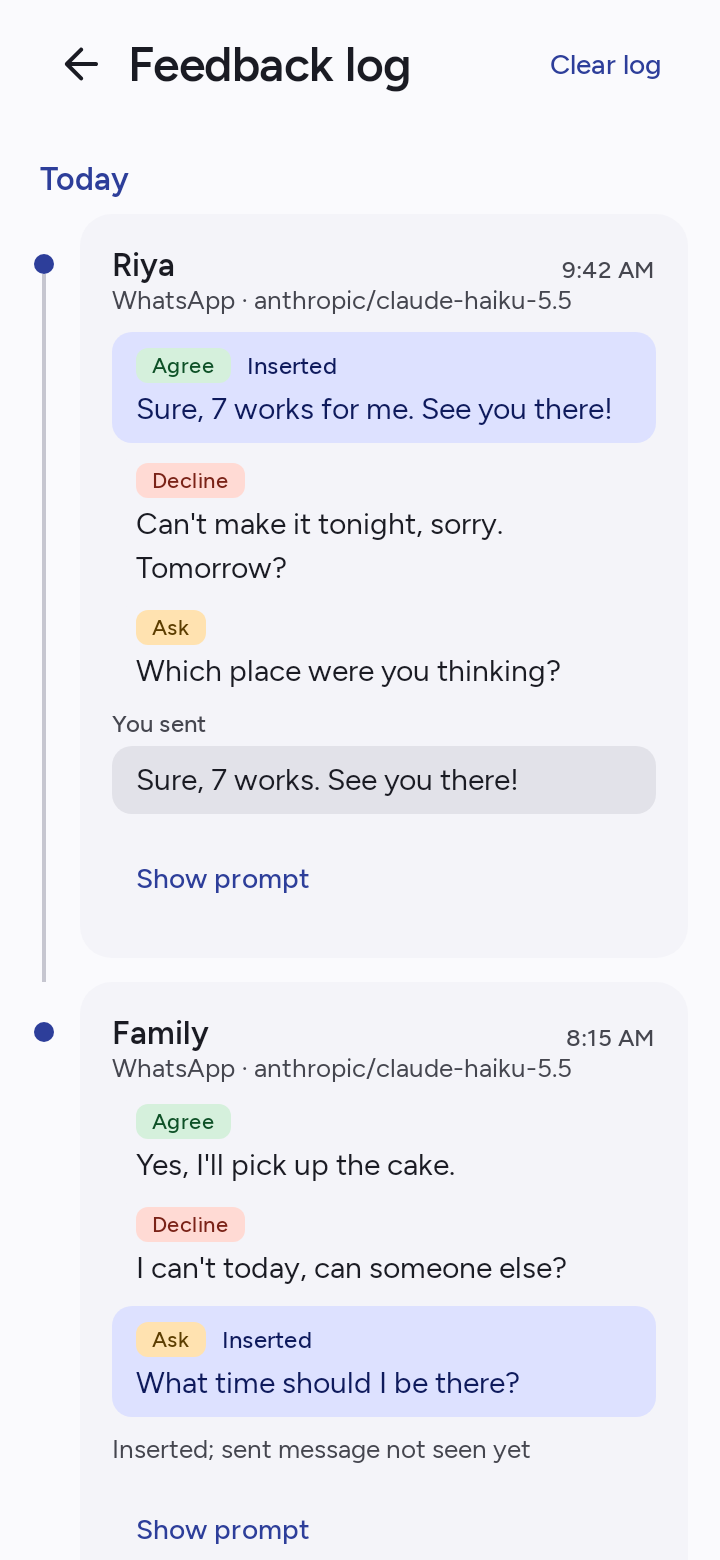 Feedback log
Clear log
Today
Riya
9:42 AM
WhatsApp · anthropic/claude-haiku-5.5
Agree Inserted
Sure, 7 works for me. See you there!
Decline
Can't make it tonight, sorry.
Tomorrow?
Ask
Which place were you thinking?
You sent
Sure, 7 works. See you there!
Show prompt
Family
8:15 AM
WhatsApp · anthropic/claude-haiku-5.5
Agree
Yes, I'll pick up the cake.
Decline
I can't today, can someone else?
Ask Inserted
What time should I be there?
Inserted; sent message not seen yet
Show prompt